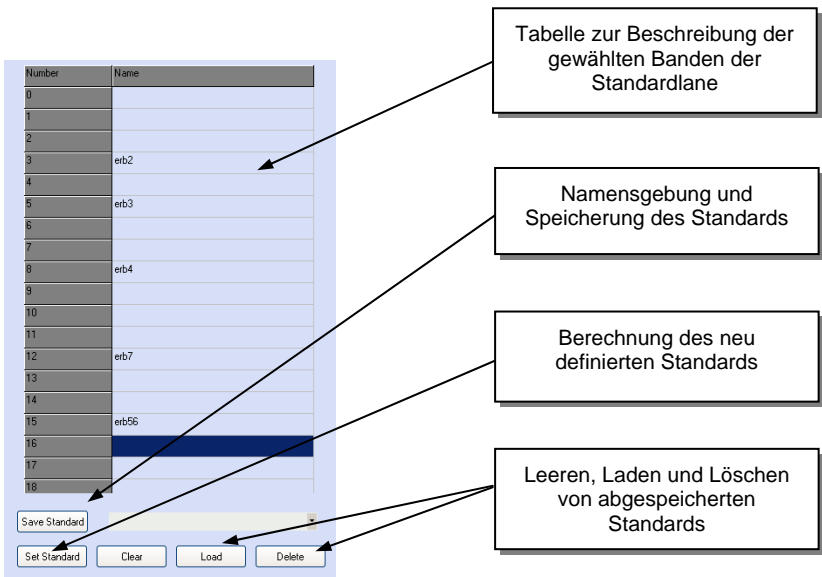 Tabelle zur Beschreibung der
gewählten Banden der
Standardlane
Number Name
0
1
2
3 erb2
4
5 erb3
6
7
8 erb4
9
10
11
12 erb7
13
14
15 erb56
16
17
18
Namensgebung und
Speicherung des Standards
Berechnung des neu
definierten Standards
Leeren, Laden und Löschen
von abgespeicherten
Standards
Save Standard
Set Standard Clear Load Delete